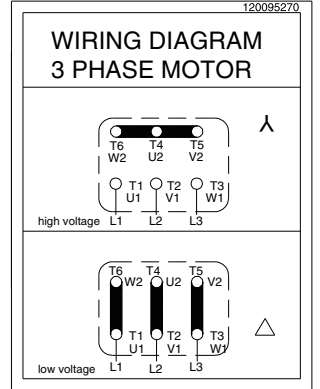 120095270
WIRING DIAGRAM
3 PHASE MOTOR
T6 T4 T5
W2 U2 V2
T1 T2 T3
U1 V1 W1
high voltage L1 L2 L3
T6 T4 T5
W2 U2 V2
T1 T2 T3
U1 V1 W1
low voltage L1 L2 L3